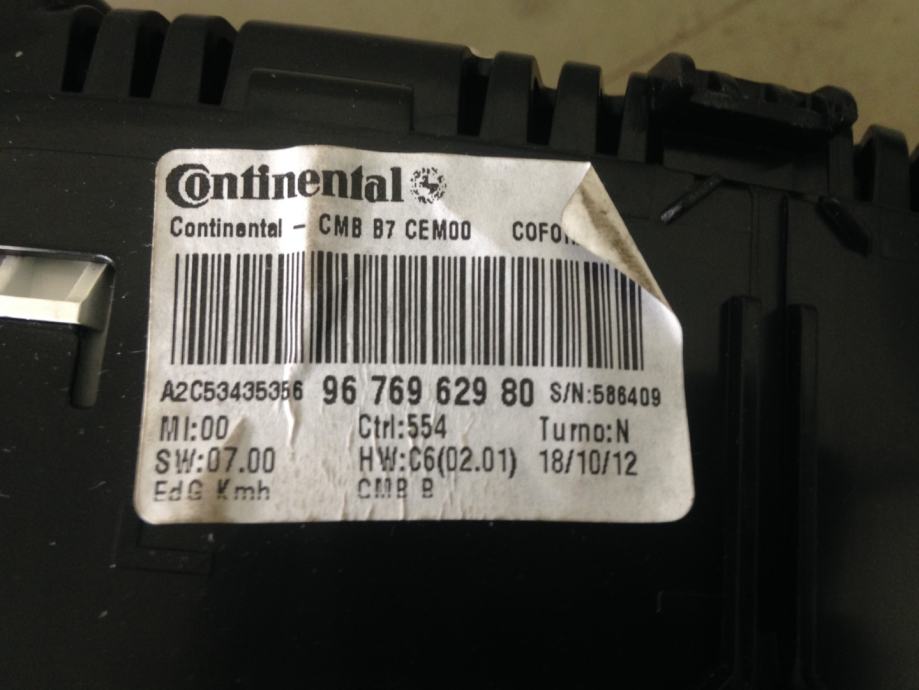 Continental
Continental - CMB B7 CEM00
A2C53435356 96 769 629 80 S/N:586409
MI:00 Ctrl:554 Turno:N
SW:07.00 HW:C6(02.01) 18/10/12
EdG Kmh CMB B